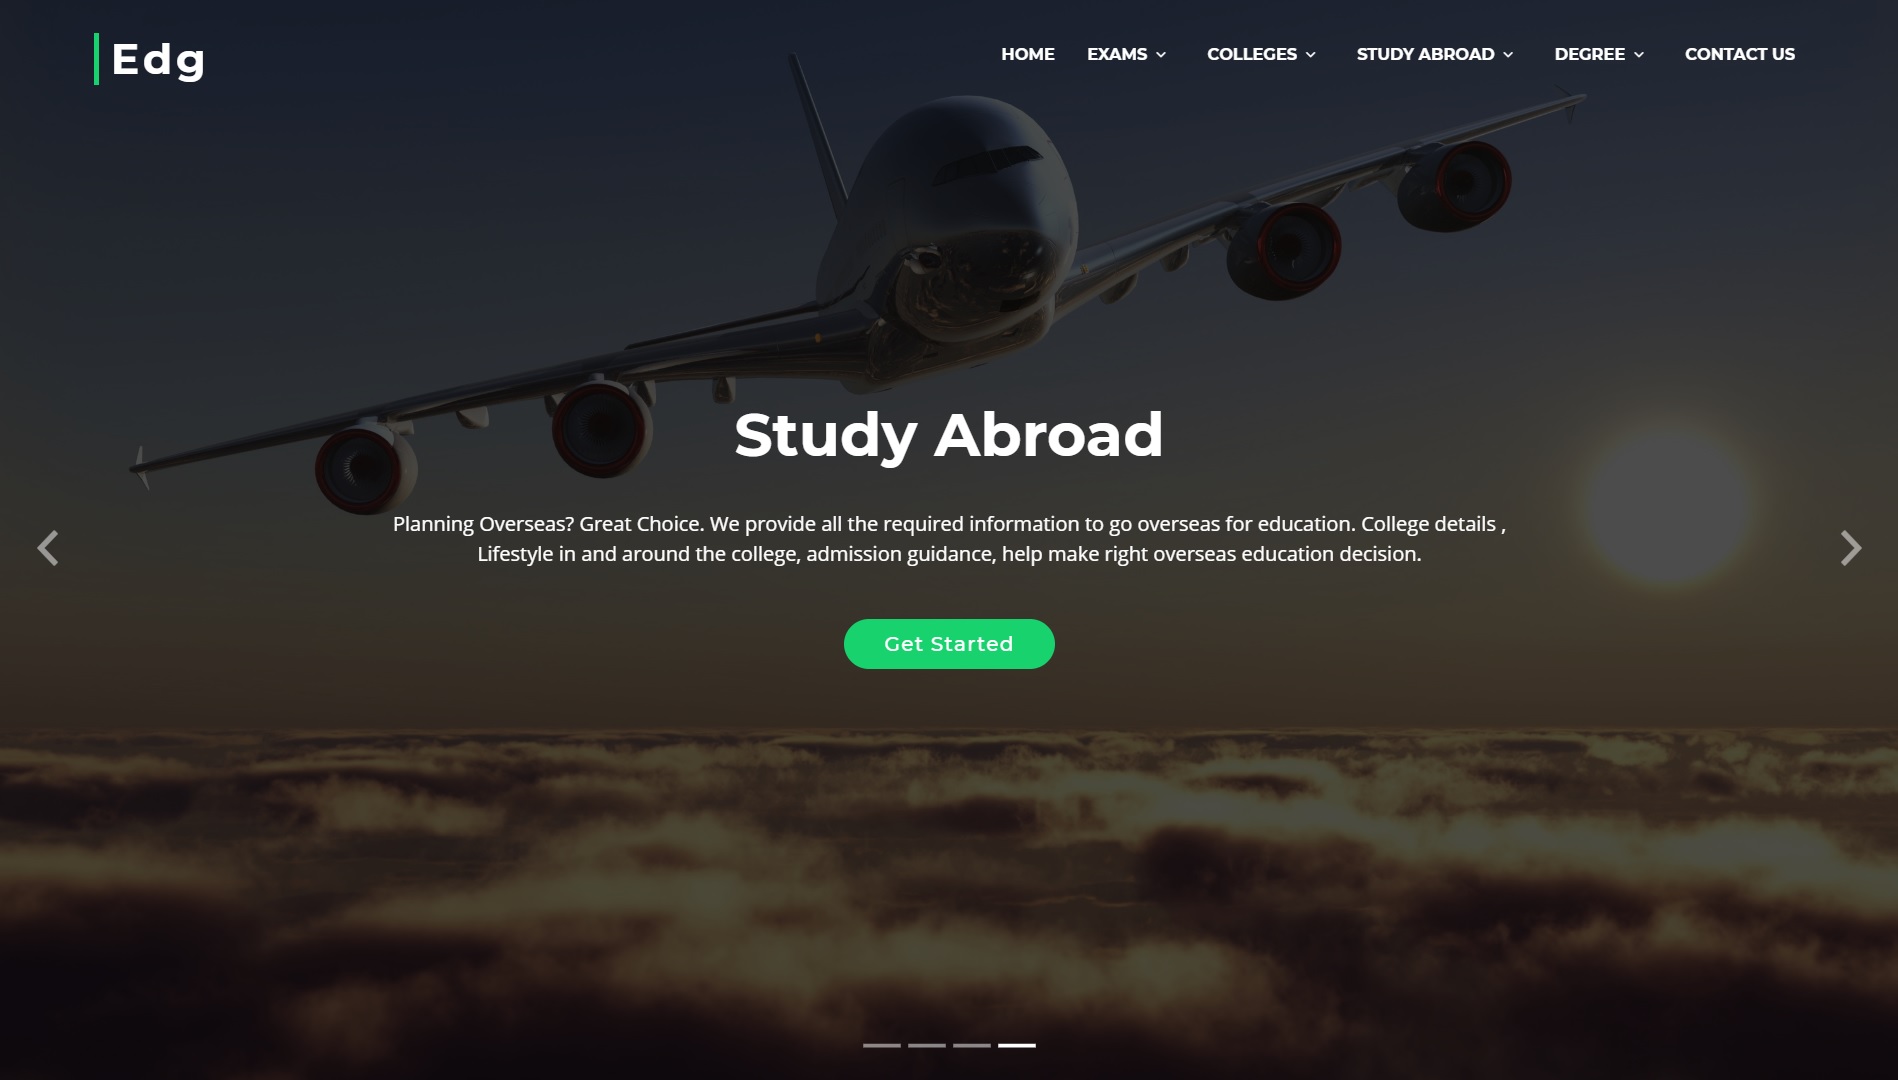 Edg
HOME EXAMS COLLEGES STUDY ABROAD DEGREE CONTACT US
Study Abroad
Planning Overseas? Great Choice. We provide all the required information to go overseas for education. College details ,
Lifestyle in and around the college, admission guidance, help make right overseas education decision.
Get Started